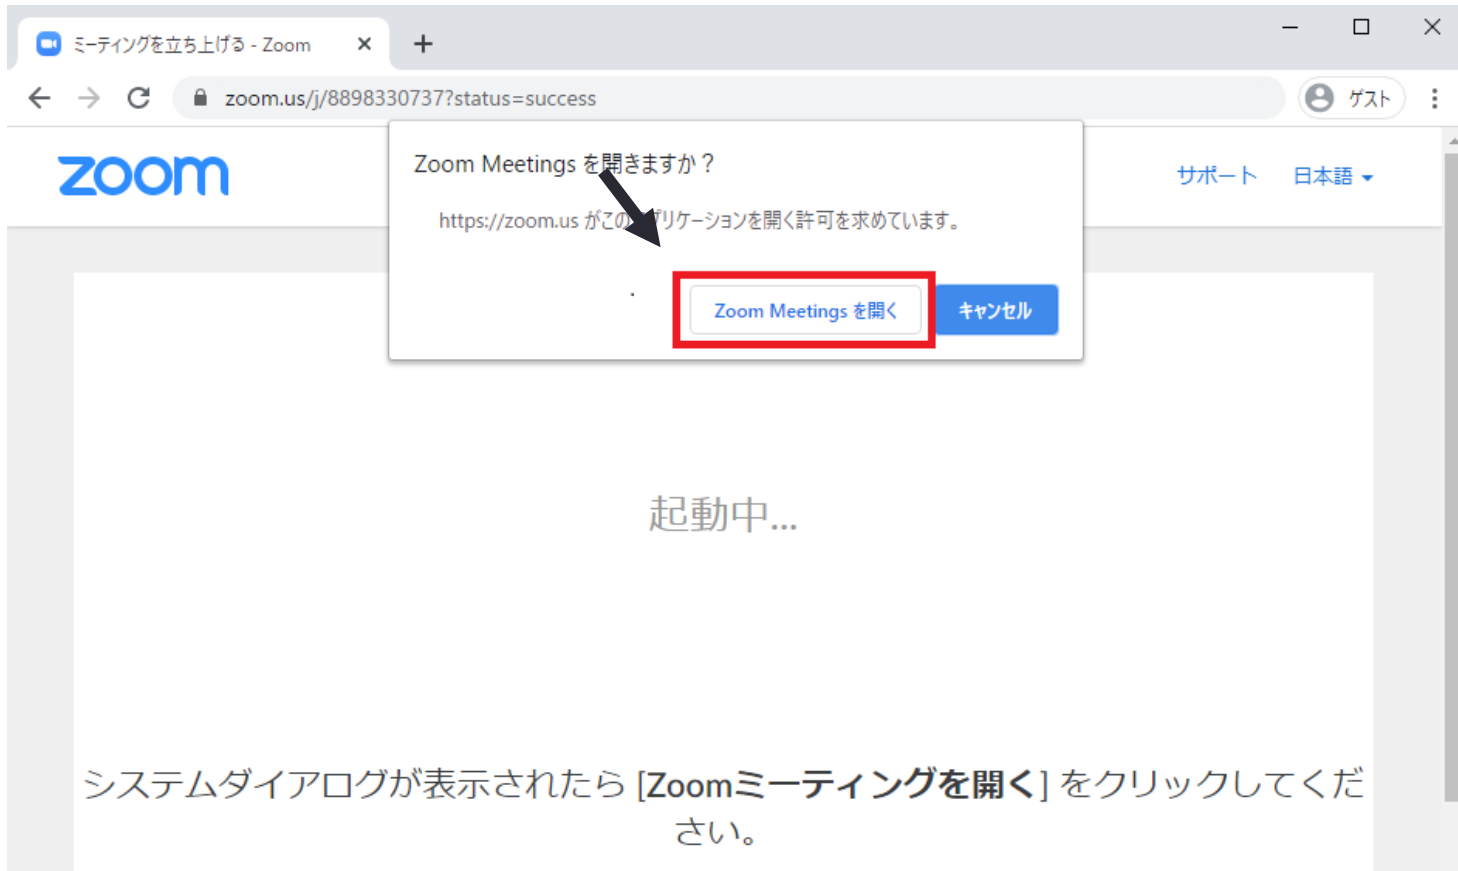 ミーティングを立ち上げる - Zoom
zoom.us/j/8898330737?status=success
ゲスト
zoom
サポート
日本語
Zoom Meetings を開きますか？
https://zoom.us がこのアプリケーションを開く許可を求めています。
Zoom Meetings を開く
キャンセル
起動中...
システムダイアログが表示されたら [Zoomミーティングを開く] をクリックしてくだ
さい。